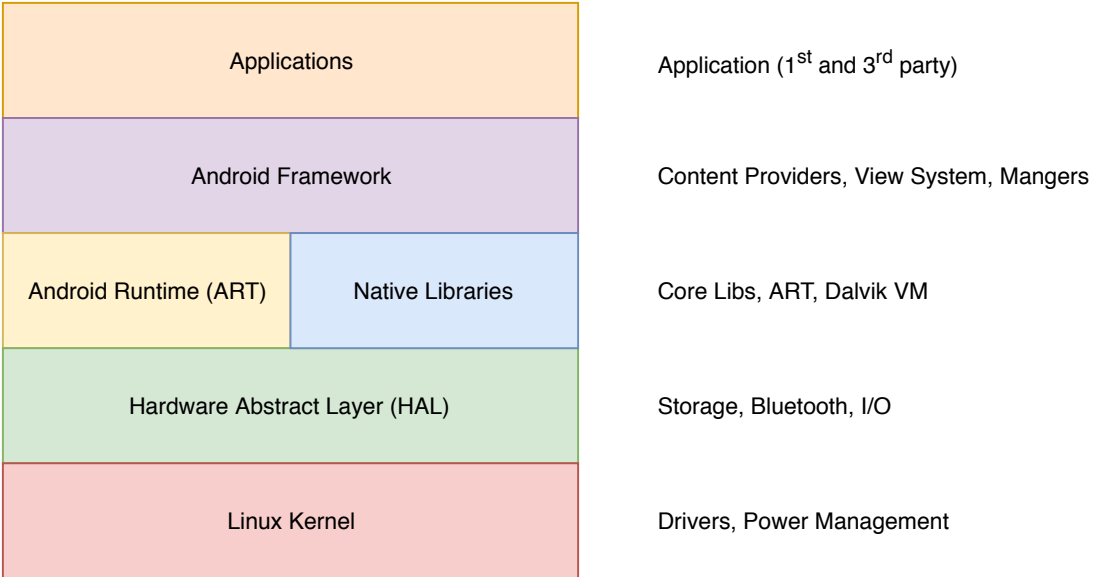 Applications
Application (1st and 3rd party)
Android Framework
Content Providers, View System, Mangers
Android Runtime (ART)
Native Libraries
Core Libs, ART, Dalvik VM
Hardware Abstract Layer (HAL)
Storage, Bluetooth, I/O
Linux Kernel
Drivers, Power Management